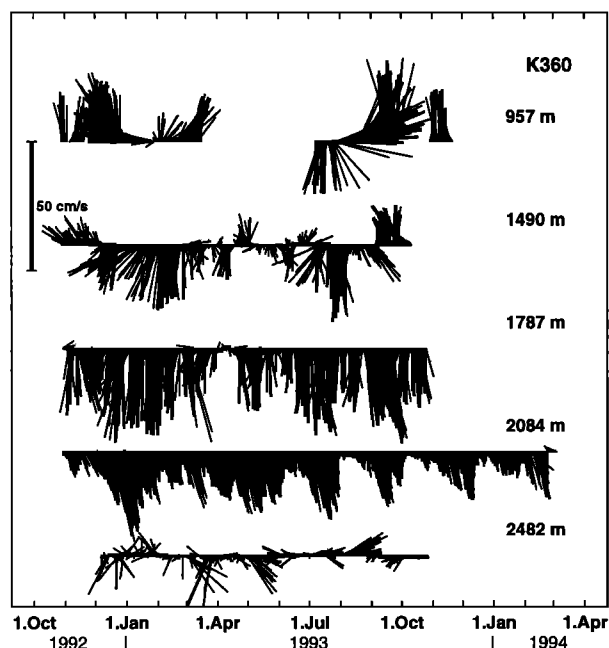 K360
957 m
50 cm/s
1490 m
1787 m
2084 m
2482 m
1.Oct 1.Jan 1.Apr 1.Jul 1.Oct 1.Jan 1.Apr
1992 | 1993 | 1994